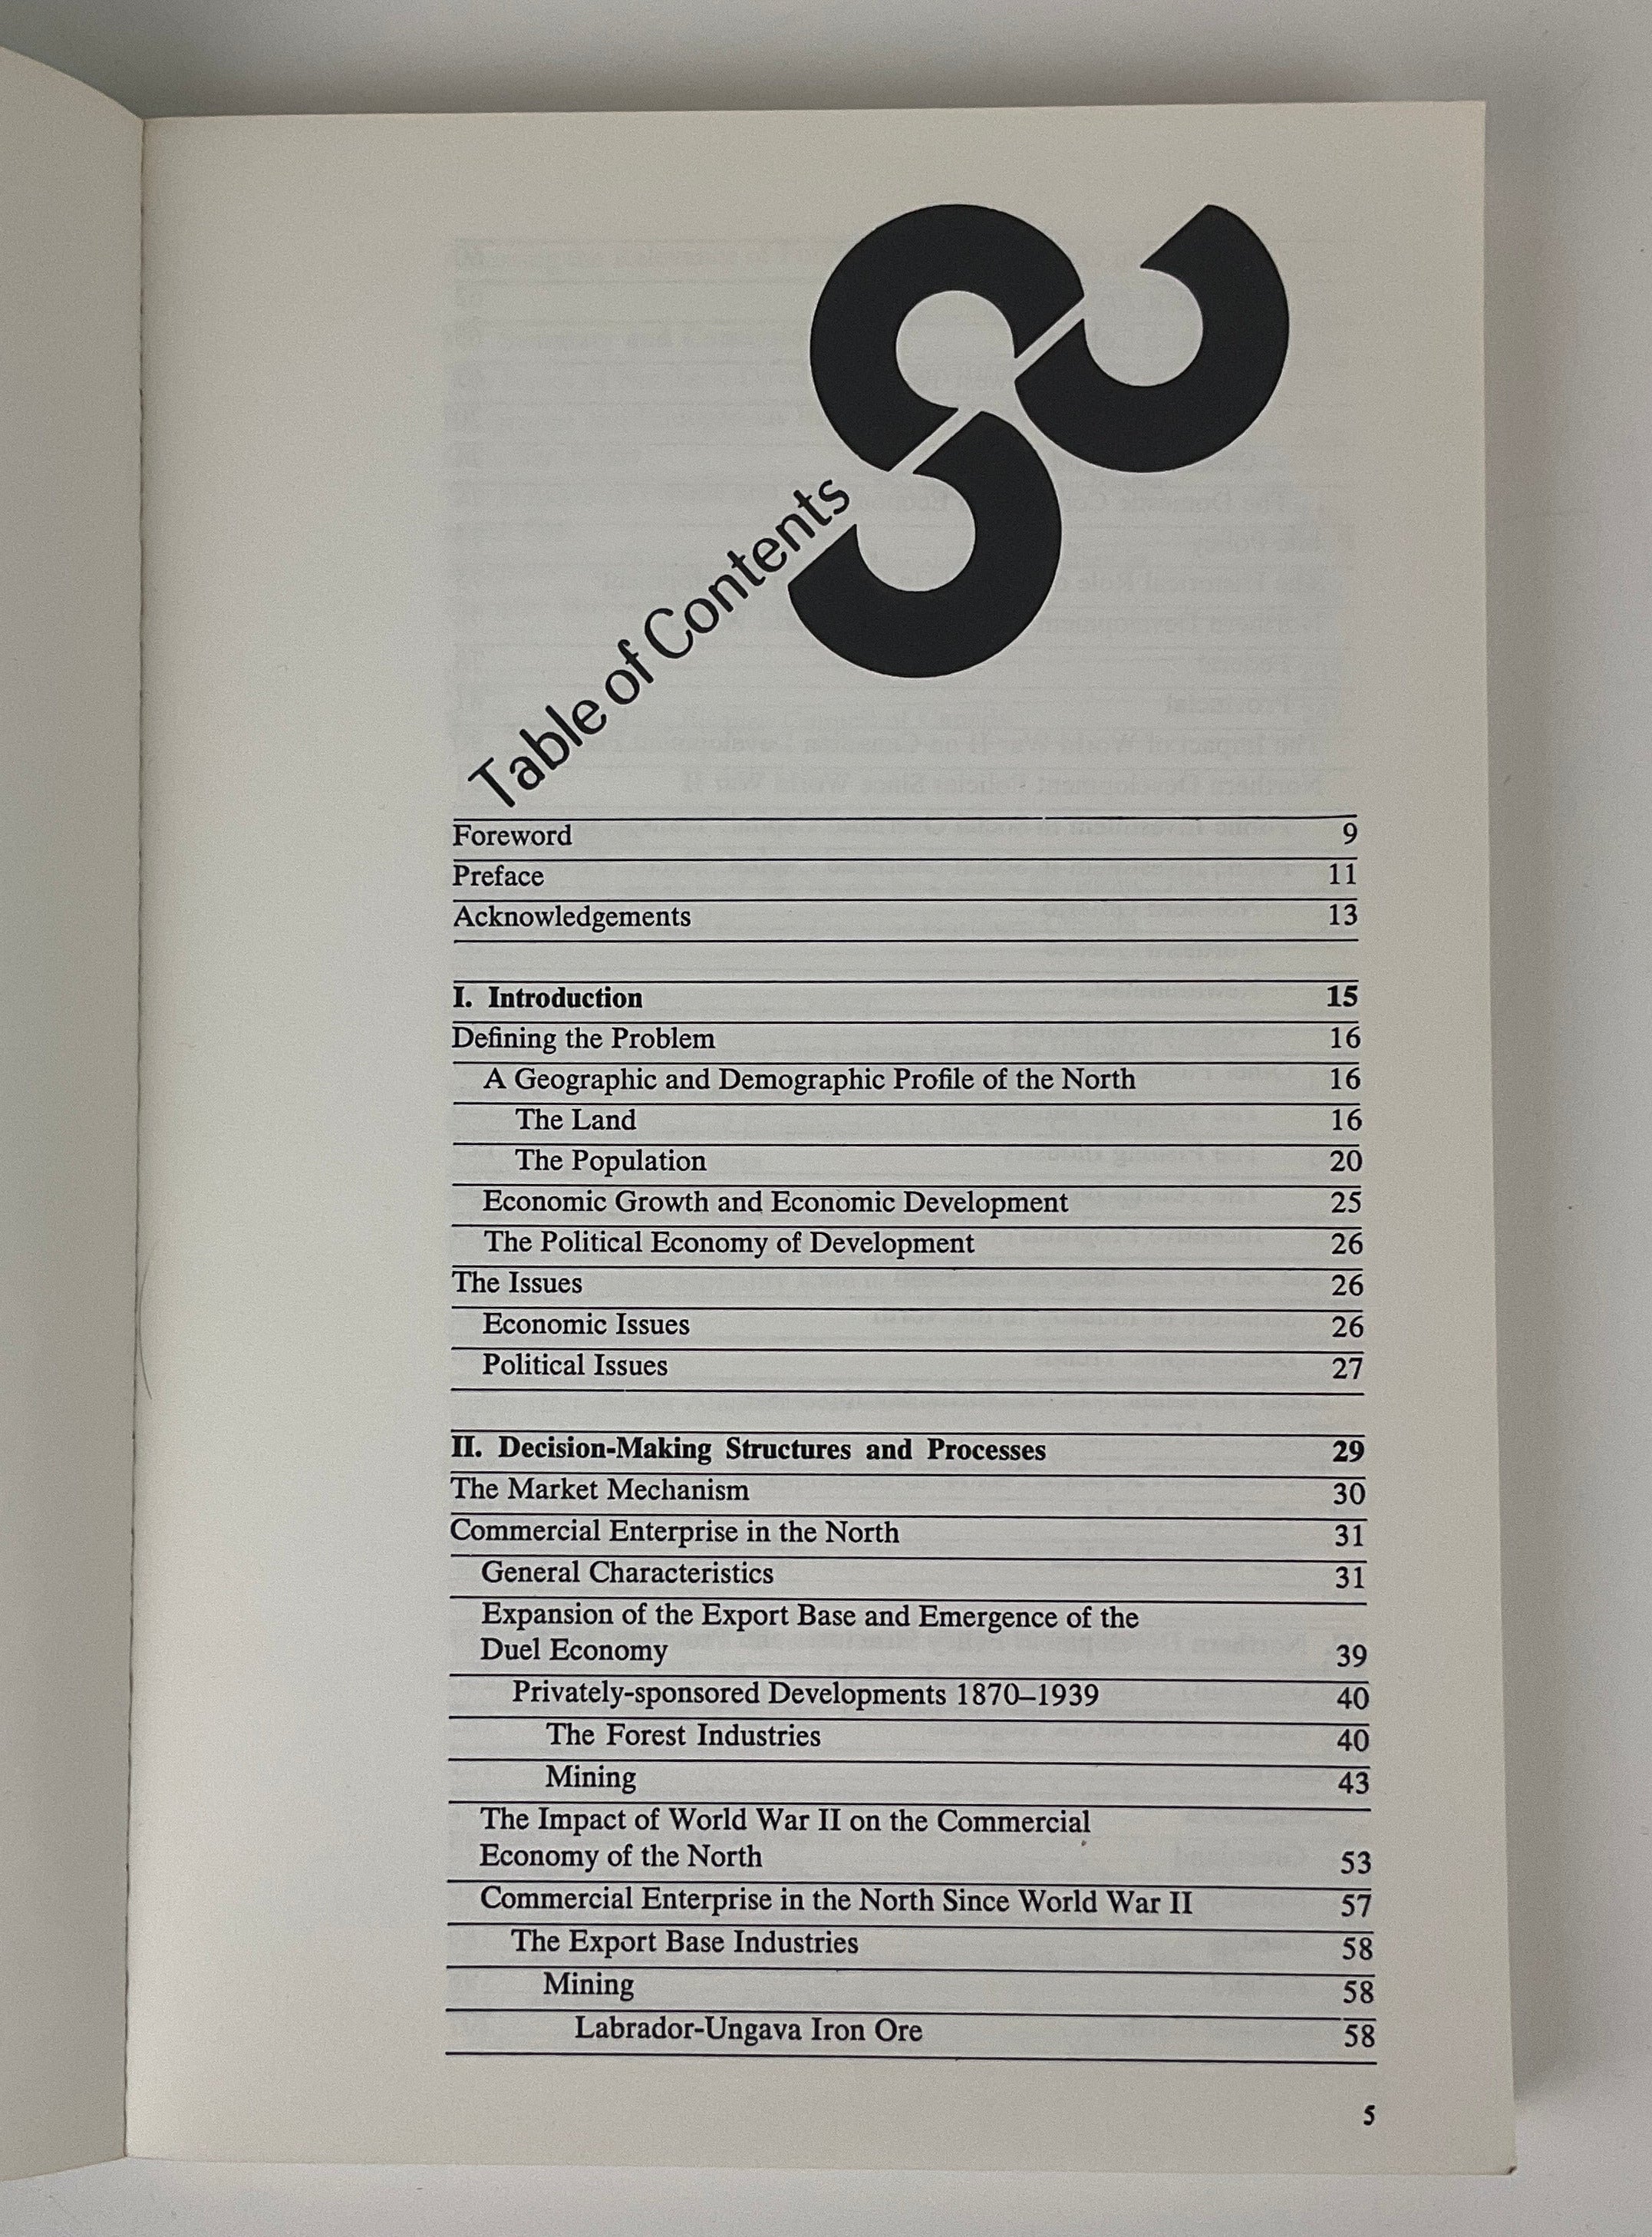 Table of Contents
Foreword 9
Preface 11
Acknowledgements 13
I. Introduction 15
Defining the Problem 16
A Geographic and Demographic Profile of the North 16
The Land 16
The Population 20
Economic Growth and Economic Development 25
The Political Economy of Development 26
The Issues 26
Economic Issues 26
Political Issues 27
II. Decision-Making Structures and Processes 29
The Market Mechanism 30
Commercial Enterprise in the North 31
General Characteristics 31
Expansion of the Export Base and Emergence of the
Duel Economy 39
Privately-sponsored Developments 1870–1939 40
The Forest Industries 40
Mining 43
The Impact of World War II on the Commercial
Economy of the North 53
Commercial Enterprise in the North Since World War II 57
The Export Base Industries 58
Mining 58
Labrador-Ungava Iron Ore 58
5